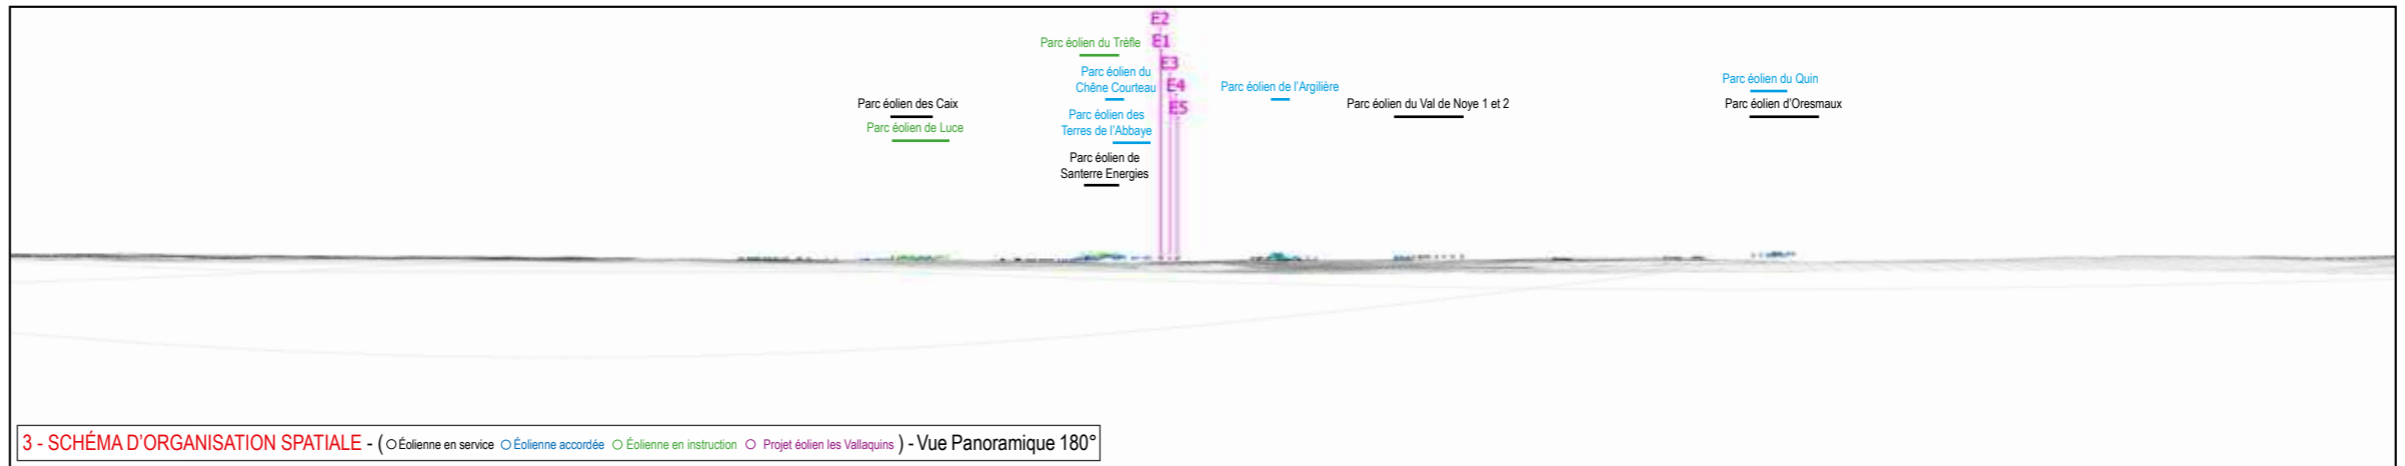 E2
Parc éolien du Trèfle
E1
E3
Parc éolien du
Chêne Courteau
E4
Parc éolien de l'Argilière
Parc éolien du Quin
Parc éolien des Caix
E5
Parc éolien du Val de Noye 1 et 2
Parc éolien d'Oresmaux
Parc éolien des
Terres de l'Abbaye
Parc éolien de Luce
Parc éolien de
Santerre Energies
3 - SCHÉMA D'ORGANISATION SPATIALE - ( Éolienne en service Éolienne accordée Éolienne en instruction Projet éolien les Vallaquins ) - Vue Panoramique 180°